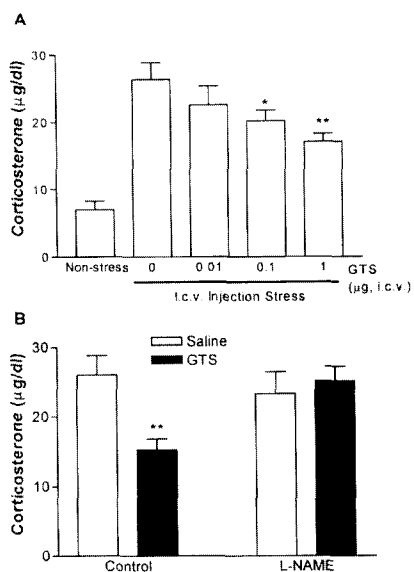 A
Corticosterone (μg/dl)
30
20
10
0
*
**
Non-stress 0 0 01 0.1 1 GTS
(μg, i.c.v.)
I.c.v. Injection Stress
B
Corticosterone (μg/dl)
30
20
10
0
Saline
GTS
**
Control L-NAME